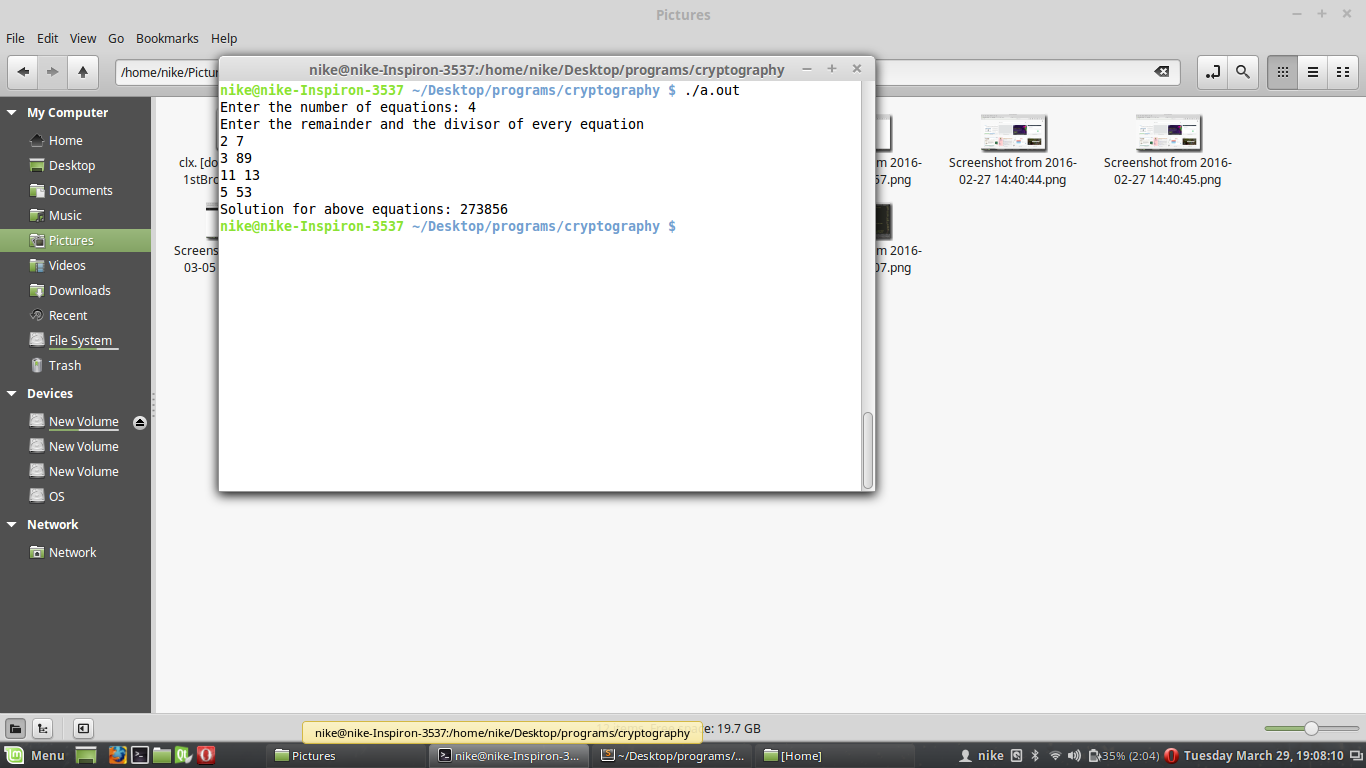 Pictures
File Edit View Go Bookmarks Help
/home/nike/Pictur
nike@nike-Inspiron-3537:/home/nike/Desktop/programs/cryptography
nike@nike-Inspiron-3537 ~/Desktop/programs/cryptography $ ./a.out
Enter the number of equations: 4
Enter the remainder and the divisor of every equation
2 7
3 89
11 13
5 53
Solution for above equations: 273856
nike@nike-Inspiron-3537 ~/Desktop/programs/cryptography $
My Computer
Home
Desktop
Documents
Music
Pictures
Videos
Downloads
Recent
File System
Trash
Devices
New Volume
New Volume
New Volume
OS
Network
Network
clx. [do
1stBro
Screens
03-05
m 2016-
57.png
Screenshot from 2016-
02-27 14:40:44.png
Screenshot from 2016-
02-27 14:40:45.png
m 2016-
07.png
ce: 19.7 GB
nike@nike-Inspiron-3537:/home/nike/Desktop/programs/cryptography
Menu
Pictures
nike@nike-Inspiron-3...
~/Desktop/programs/...
[Home]
nike
35% (2:04)
Tuesday March 29, 19:08:10